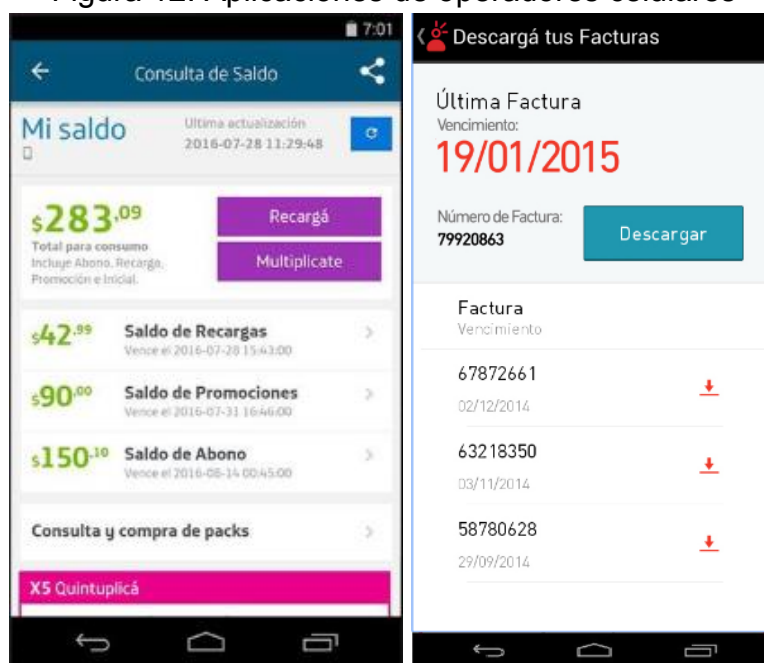 Figura 12. Aplicaciones de operadores celulares
7:01
Consulta de Saldo
Mi saldo
Ultima actualización
2016-07-28 11:29:48
$283,09
Total para consumo
Incluye Abono, Recarga,
Promoción e Inicial.
Recargá
Multiplicate
$42,99
Saldo de Recargas
Vence el 2016-07-28 15:43:00
$90,00
Saldo de Promociones
Vence el 2016-07-31 16:46:00
$150,10
Saldo de Abono
Vence el 2016-08-14 00:45:00
Consulta y compra de packs
X5 Quintuplicá
Descargá tus Facturas
Última Factura
Vencimiento:
19/01/2015
Número de Factura:
79920863
Descargar
Factura
Vencimiento
67872661
02/12/2014
63218350
03/11/2014
58780628
29/09/2014